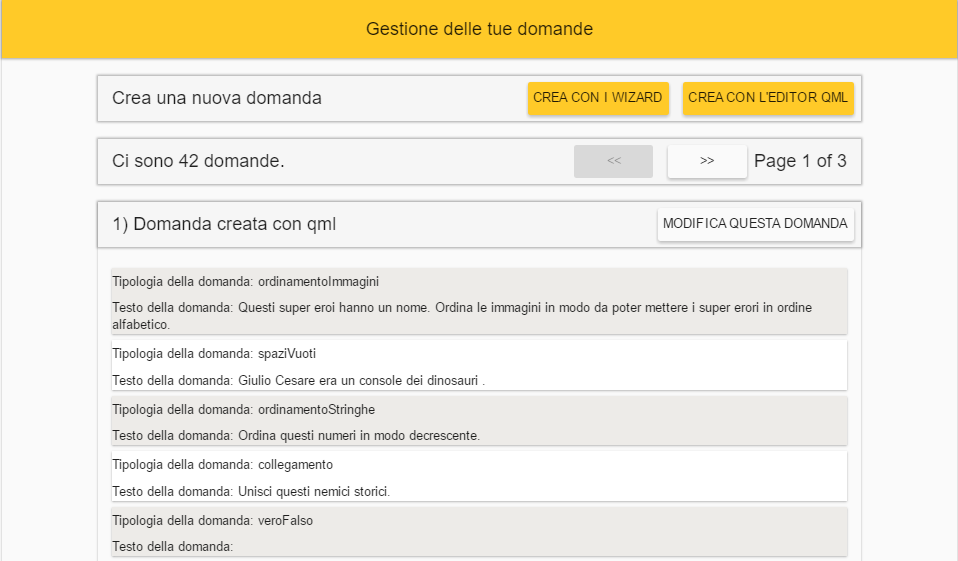 Gestione delle tue domande
Crea una nuova domanda
CREA CON I WIZARD
CREA CON L'EDITOR QML
Ci sono 42 domande.
<<
>>
Page 1 of 3
1) Domanda creata con qml
MODIFICA QUESTA DOMANDA
Tipologia della domanda: ordinamentoImmagini
Testo della domanda: Questi super eroi hanno un nome. Ordina le immagini in modo da poter mettere i super erori in ordine
alfabetico.
Tipologia della domanda: spaziVuoti
Testo della domanda: Giulio Cesare era un console dei dinosauri .
Tipologia della domanda: ordinamentoStringhe
Testo della domanda: Ordina questi numeri in modo decrescente.
Tipologia della domanda: collegamento
Testo della domanda: Unisci questi nemici storici.
Tipologia della domanda: veroFalso
Testo della domanda: